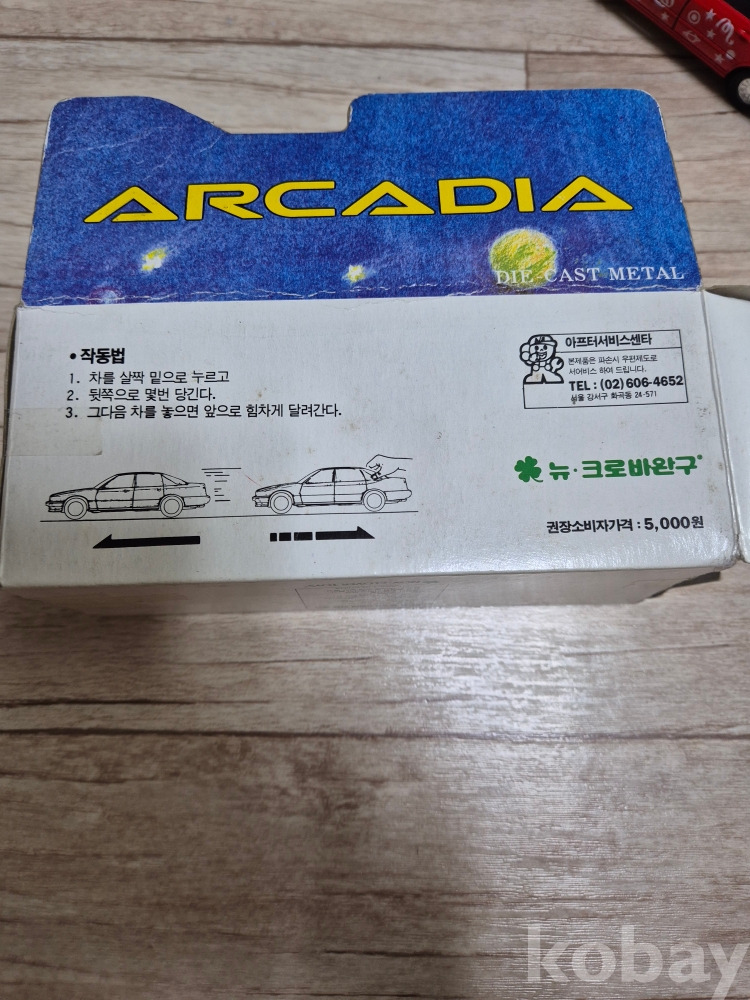 ARCADIA
DIE-CAST METAL
• 작동법
1. 차를 살짝 밑으로 누르고
2. 뒷쪽으로 몇번 당긴다.
3. 그다음 차를 놓으면 앞으로 힘차게 달려간다.
아프터서비스센타
본제품은 파손시 우편제도로
서어비스 하여 드립니다.
TEL : (02) 606-4652
서울 강서구 화곡동 24-571
뉴·크로바완구
권장소비자가격 : 5,000원
kobay